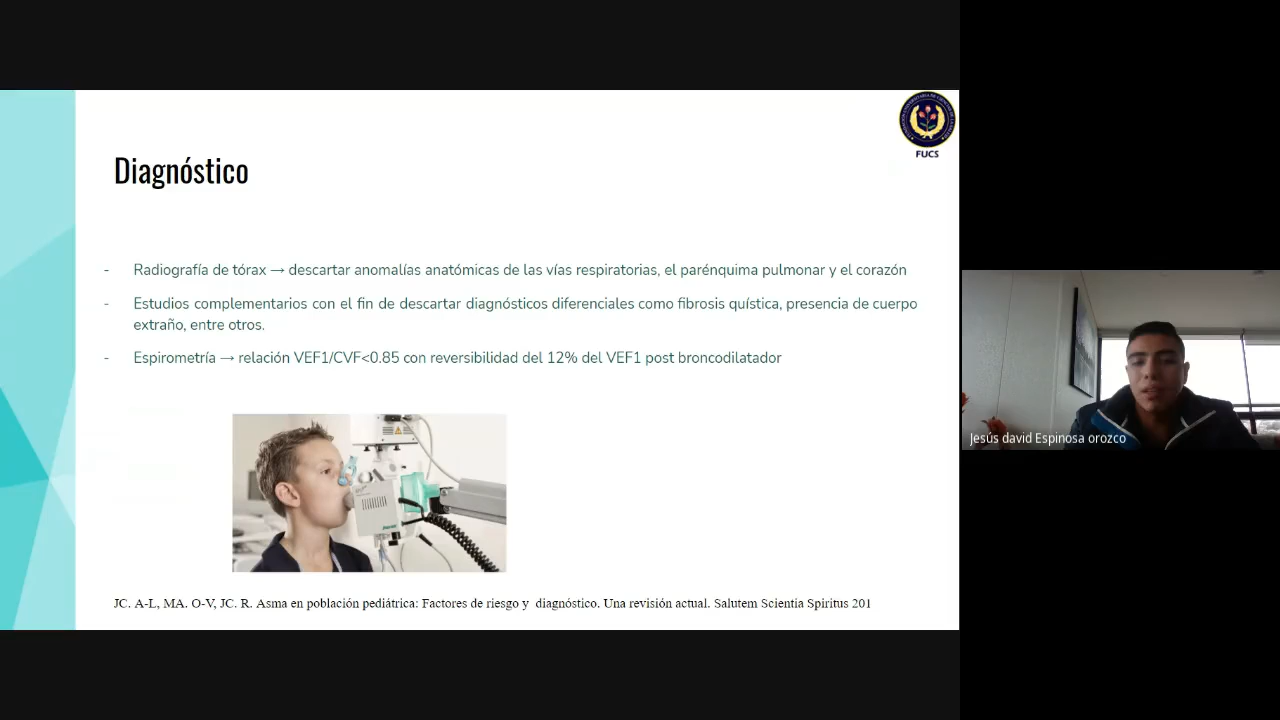 FUCS
Diagnóstico
- Radiografía de tórax → descartar anomalías anatómicas de las vías respiratorias, el parénquima pulmonar y el corazón
- Estudios complementarios con el fin de descartar diagnósticos diferenciales como fibrosis quística, presencia de cuerpo
extraño, entre otros.
- Espirometría → relación VEF1/CVF<0.85 con reversibilidad del 12% del VEF1 post broncodilatador
JC. A-L, MA. O-V, JC. R. Asma en población pediátrica: Factores de riesgo y diagnóstico. Una revisión actual. Salutem Scientia Spiritus 201
Jesús david Espinosa orozco